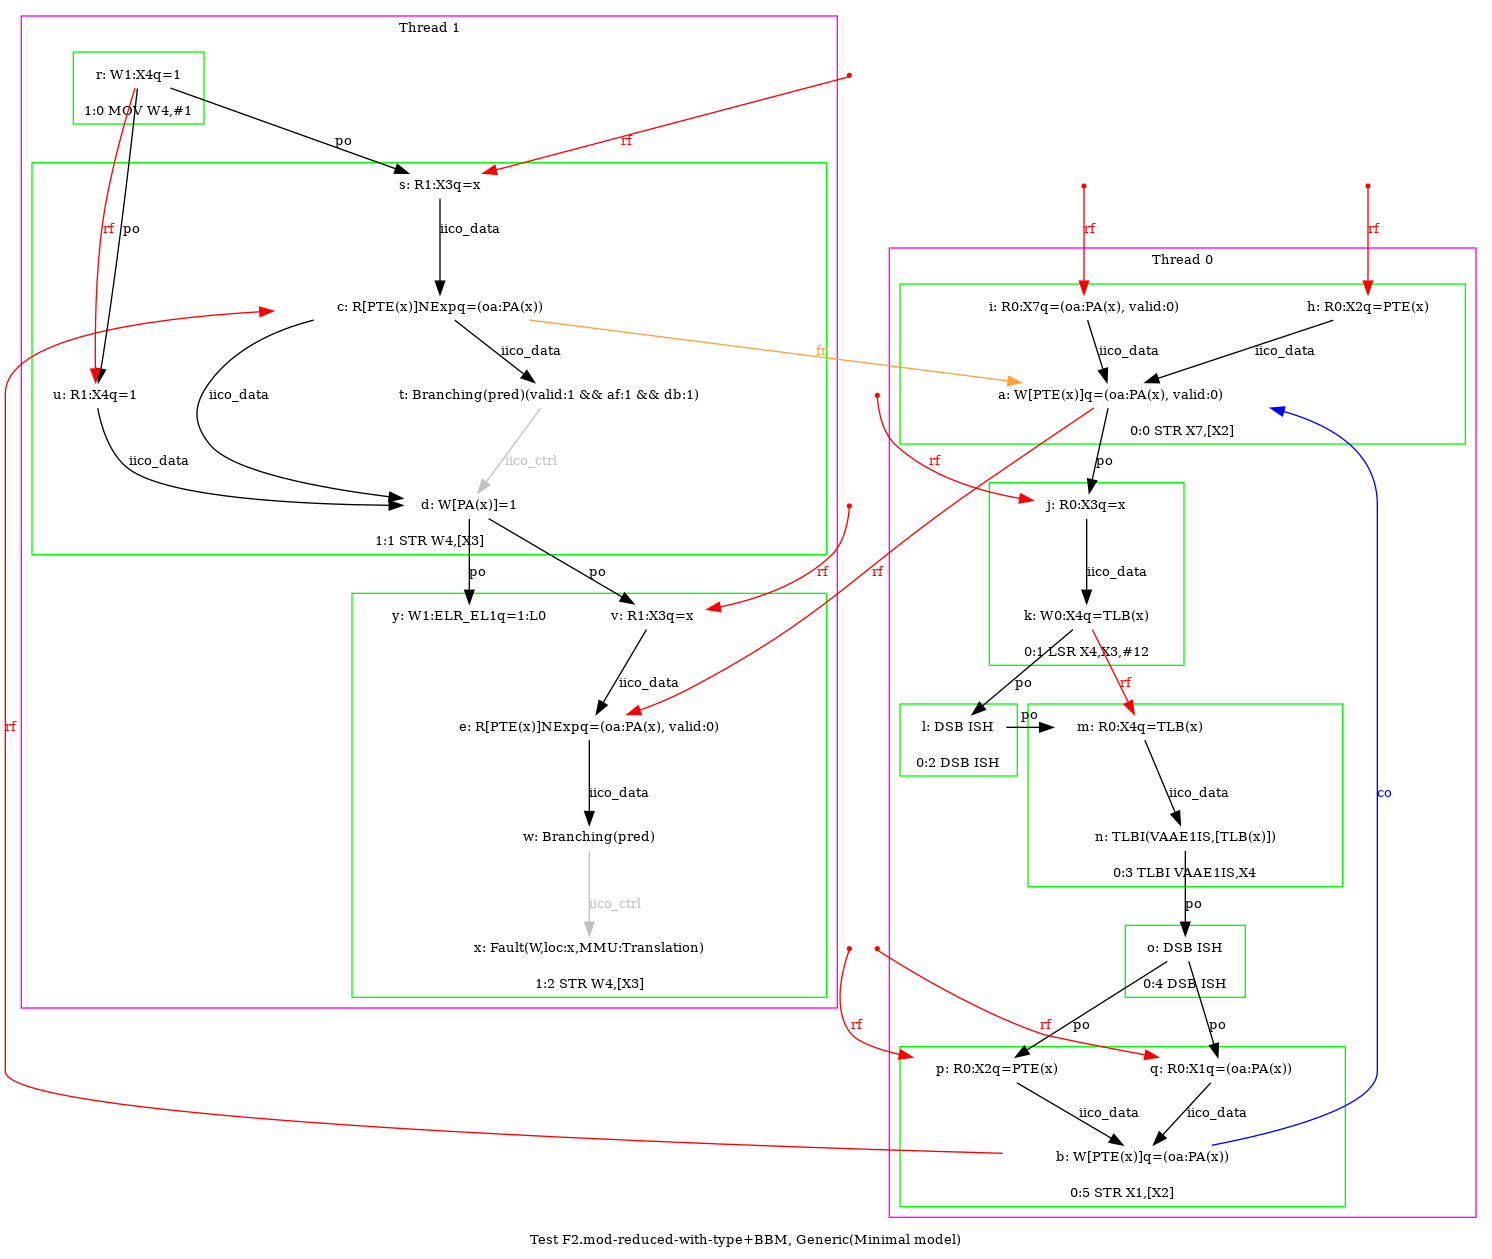 Thread 1
r: W1:X4q=1
1:0 MOV W4,#1
po
rf
s: R1:X3q=x
rf
po
iico_data
rf
rf
Thread 0
c: R[PTE(x)]NExpq=(oa:PA(x))
i: R0:X7q=(oa:PA(x), valid:0)
h: R0:X2q=PTE(x)
iico_data
fr
iico_data
iico_data
u: R1:X4q=1
iico_data
t: Branching(pred)(valid:1 && af:1 && db:1)
a: W[PTE(x)]q=(oa:PA(x), valid:0)
0:0 STR X7,[X2]
iico_data
iico_ctrl
rf
po
d: W[PA(x)]=1
j: R0:X3q=x
1:1 STR W4,[X3]
po
po
rf
rf
iico_data
y: W1:ELR_EL1q=1:L0
v: R1:X3q=x
k: W0:X4q=TLB(x)
0:1 LSR X4,X3,#12
iico_data
po
rf
rf
e: R[PTE(x)]NExpq=(oa:PA(x), valid:0)
l: DSB ISH
po
m: R0:X4q=TLB(x)
0:2 DSB ISH
iico_data
iico_data
co
w: Branching(pred)
n: TLBI(VAAE1IS,[TLB(x)])
0:3 TLBI VAAE1IS,X4
iico_ctrl
po
x: Fault(W,loc:x,MMU:Translation)
o: DSB ISH
1:2 STR W4,[X3]
0:4 DSB ISH
rf
rf
po
po
p: R0:X2q=PTE(x)
q: R0:X1q=(oa:PA(x))
iico_data
iico_data
b: W[PTE(x)]q=(oa:PA(x))
0:5 STR X1,[X2]
Test F2.mod-reduced-with-type+BBM, Generic(Minimal model)